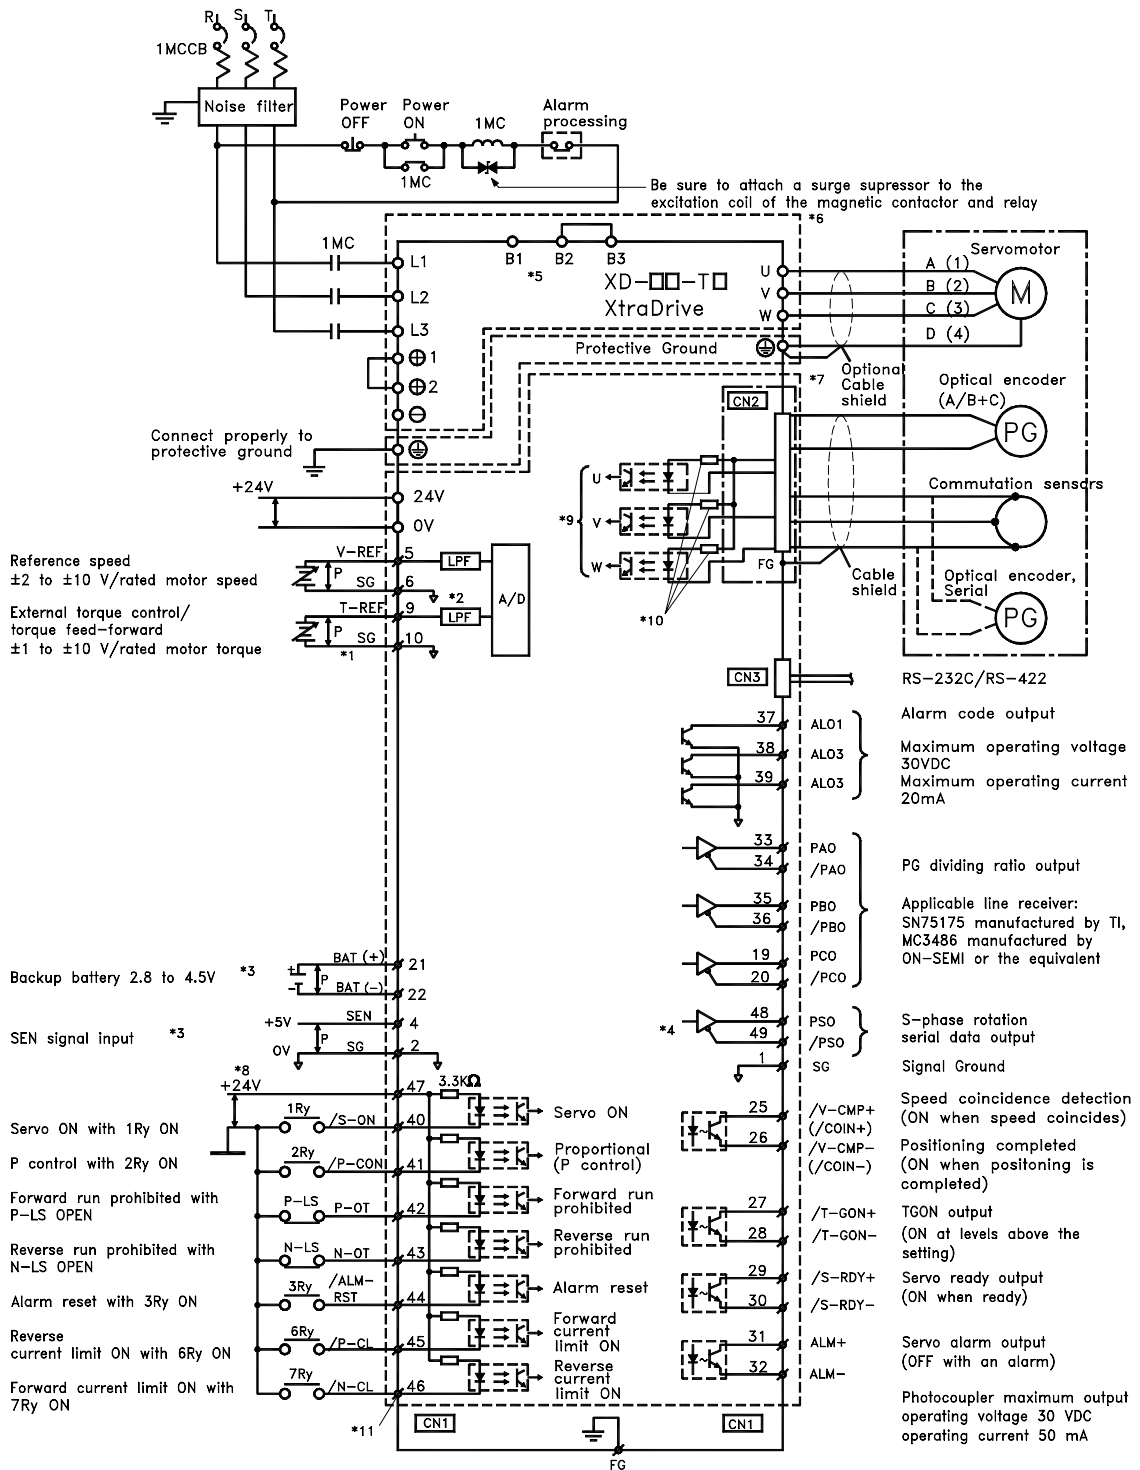 R S T
1MCCB
Noise filter
Power OFF
Power ON
1MC
1MC
Alarm processing
Be sure to attach a surge supressor to the
excitation coil of the magnetic contactor and relay
*6
1MC
L1
L2
L3
⊕ 1
⊕ 2
⊖
B1 B2 B3
*5
XD-□□-T□
XtraDrive
U
V
W
Protective Ground
Servomotor
A (1)
B (2)
C (3)
D (4)
M
*7
Optional
Cable
shield
CN2
Optical encoder
(A/B+C)
PG
Connect properly to
protective ground
+24V
24V
0V
U
V
W
*9
*10
FG
Commutation sensors
Cable
shield
Optical encoder,
Serial
PG
Reference speed
±2 to ±10 V/rated motor speed
V-REF 5
P
SG 6
LPF
*2
External torque control/
torque feed-forward
±1 to ±10 V/rated motor torque
T-REF 9
P
SG 10
*1
LPF
A/D
CN3
RS-232C/RS-422
37 ALO1
38 ALO3
39 ALO3
Alarm code output
Maximum operating voltage
30VDC
Maximum operating current
20mA
33 PAO
34 /PAO
35 PBO
36 /PBO
19 PCO
20 /PCO
PG dividing ratio output
Applicable line receiver:
SN75175 manufactured by TI,
MC3486 manufactured by
ON-SEMI or the equivalent
Backup battery 2.8 to 4.5V *3
+
-
P
BAT (+) 21
BAT (-) 22
SEN signal input *3
+5V SEN 4
P
0V SG 2
*4
48 PSO
49 /PSO
S-phase rotation
serial data output
1 SG
Signal Ground
*8
+24V
47 3.3KΩ
Servo ON with 1Ry ON
1Ry /S-ON 40
Servo ON
P control with 2Ry ON
2Ry /P-CON 41
Proportional
(P control)
Forward run prohibited with
P-LS OPEN
P-LS P-OT 42
Forward run
prohibited
Reverse run prohibited with
N-LS OPEN
N-LS N-OT 43
Reverse run
prohibited
Alarm reset with 3Ry ON
3Ry /ALM-
RST 44
Alarm reset
Reverse
current limit ON with 6Ry ON
6Ry /P-CL 45
Forward
current
limit ON
Forward current limit ON with
7Ry ON
7Ry /N-CL 46
Reverse
current
limit ON
*11
25 /V-CMP+
(/COIN+)
26 /V-CMP-
(/COIN-)
Speed coincidence detection
(ON when speed coincides)
Positioning completed
(ON when positoning is
completed)
27 /T-GON+
28 /T-GON-
TGON output
(ON at levels above the
setting)
29 /S-RDY+
30 /S-RDY-
Servo ready output
(ON when ready)
31 ALM+
32 ALM-
Servo alarm output
(OFF with an alarm)
Photocoupler maximum output
operating voltage 30 VDC
operating current 50 mA
CN1
CN1
FG